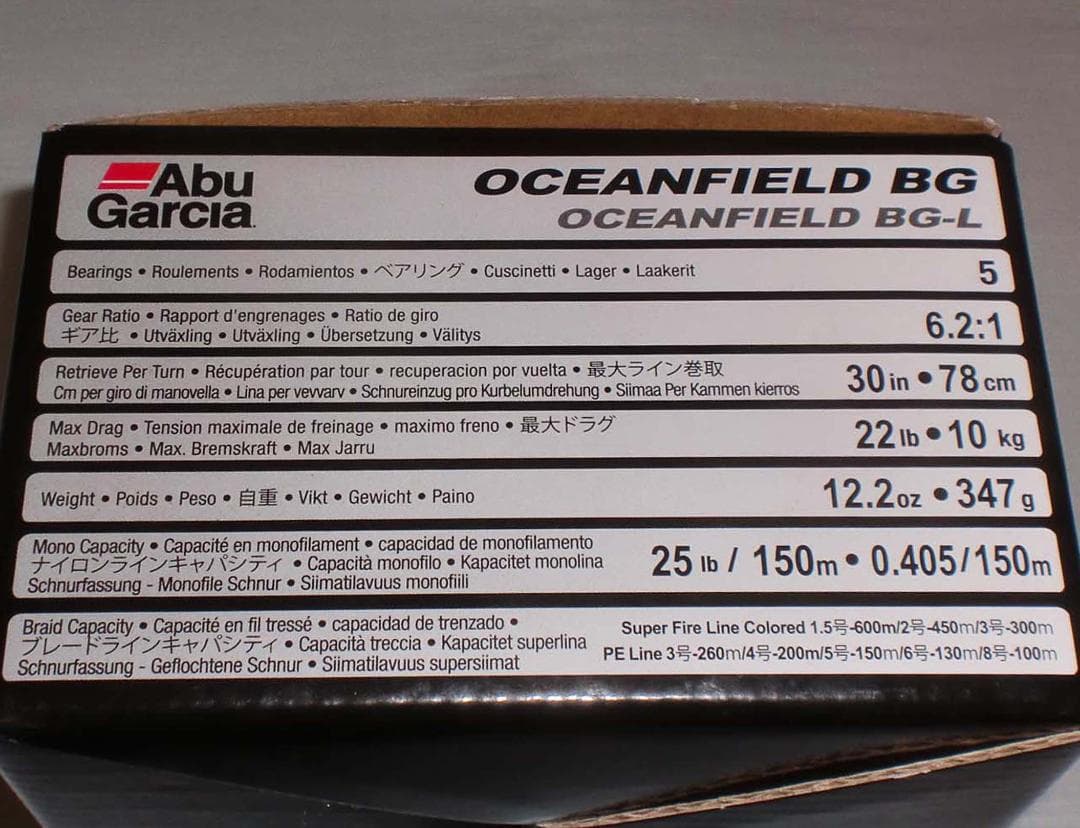 Abu
Garcia
OCEANFIELD BG
OCEANFIELD BG-L
Bearings • Roulements • Rodamientos • ベアリング • Cuscinetti • Lager • Laakerit
5
Gear Ratio • Rapport d'engrenages • Ratio de giro
ギア比 • Utväxling • Utväxling • Übersetzung • Välitys
6.2:1
Retrieve Per Turn • Récupération par tour • recuperacion por vuelta • 最大ライン巻取
Cm per giro di manovella • Lina per vevvarv • Schnureinzug pro Kurbelumdrehung • Siimaa Per Kammen kierros
30 in • 78 cm
Max Drag • Tension maximale de freinage • maximo freno • 最大ドラグ
Maxbroms • Max. Bremskraft • Max Jarru
22 lb • 10 kg
Weight • Poids • Peso • 自重 • Vikt • Gewicht • Paino
12.2oz • 347 g
Mono Capacity • Capacité en monofilament • capacidad de monofilamento
ナイロンラインキャパシティ • Capacità monofilo • Kapacitet monolina
Schnurfassung - Monofile Schnur • Siimatilavuus monofiili
25 lb / 150m • 0.405/150m
Braid Capacity • Capacité en fil tressé • capacidad de trenzado •
ブレードラインキャパシティ • Capacità treccia • Kapacitet superlina
Schnurfassung - Geflochtene Schnur • Siimatilavuus supersiimat
Super Fire Line Colored 1.5号-600m/2号-450m/3号-300m
PE Line 3号-260m/4号-200m/5号-150m/6号-130m/8号-100m